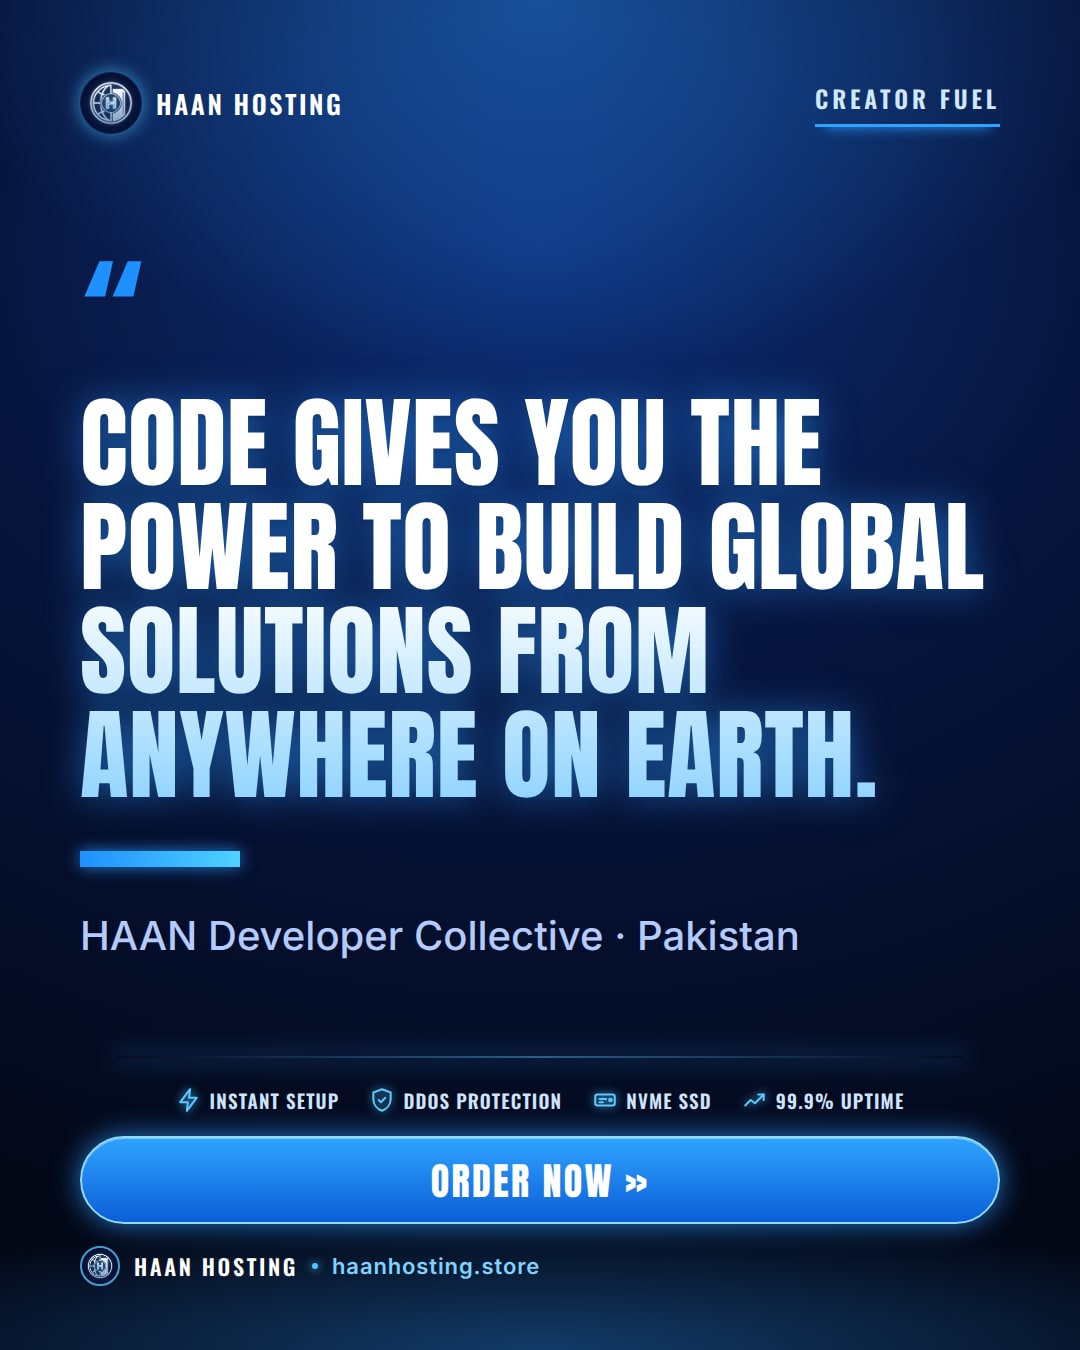 HAAN HOSTING
CREATOR FUEL
“
CODE GIVES YOU THE
POWER TO BUILD GLOBAL
SOLUTIONS FROM
ANYWHERE ON EARTH.
HAAN Developer Collective · Pakistan
INSTANT SETUP
DDOS PROTECTION
NVME SSD
99.9% UPTIME
ORDER NOW »
HAAN HOSTING • haanhosting.store